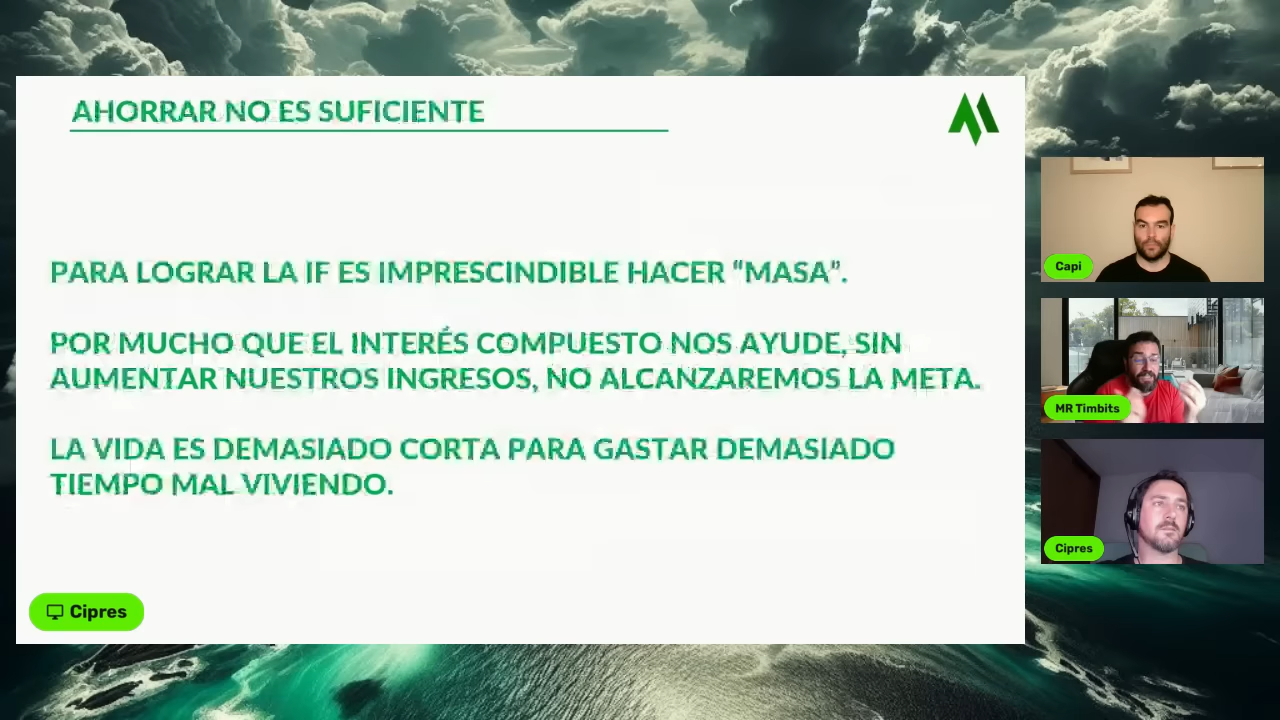 AHORRAR NO ES SUFICIENTE
PARA LOGRAR LA IF ES IMPRESCINDIBLE HACER “MASA”.
POR MUCHO QUE EL INTERÉS COMPUESTO NOS AYUDE, SIN
AUMENTAR NUESTROS INGRESOS, NO ALCANZAREMOS LA META.
LA VIDA ES DEMASIADO CORTA PARA GASTAR DEMASIADO
TIEMPO MAL VIVIENDO.
Cipres
Capi
MR Timbits
Cipres